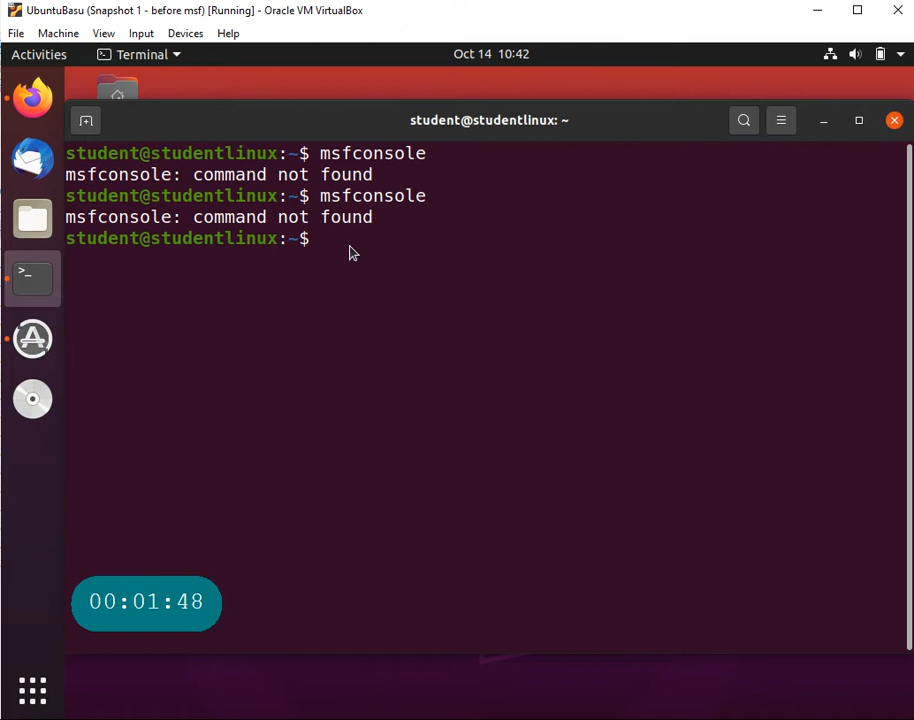 UbuntuBasu (Snapshot 1 - before msf) [Running] - Oracle VM VirtualBox
File Machine View Input Devices Help
Activities Terminal Oct 14 10:42
student@studentlinux: ~
student@studentlinux:~$ msfconsole
msfconsole: command not found
student@studentlinux:~$ msfconsole
msfconsole: command not found
student@studentlinux:~$
00:01:48